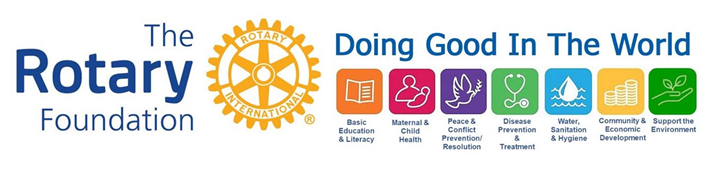 The
Rotary
Foundation
ROTARY
INTERNATIONAL
®
Doing Good In The World
Basic
Education
& Literacy
Maternal &
Child
Health
Peace &
Conflict
Prevention/
Resolution
Disease
Prevention
&
Treatment
Water,
Sanitation
& Hygiene
Community &
Economic
Development
Support the
Environment